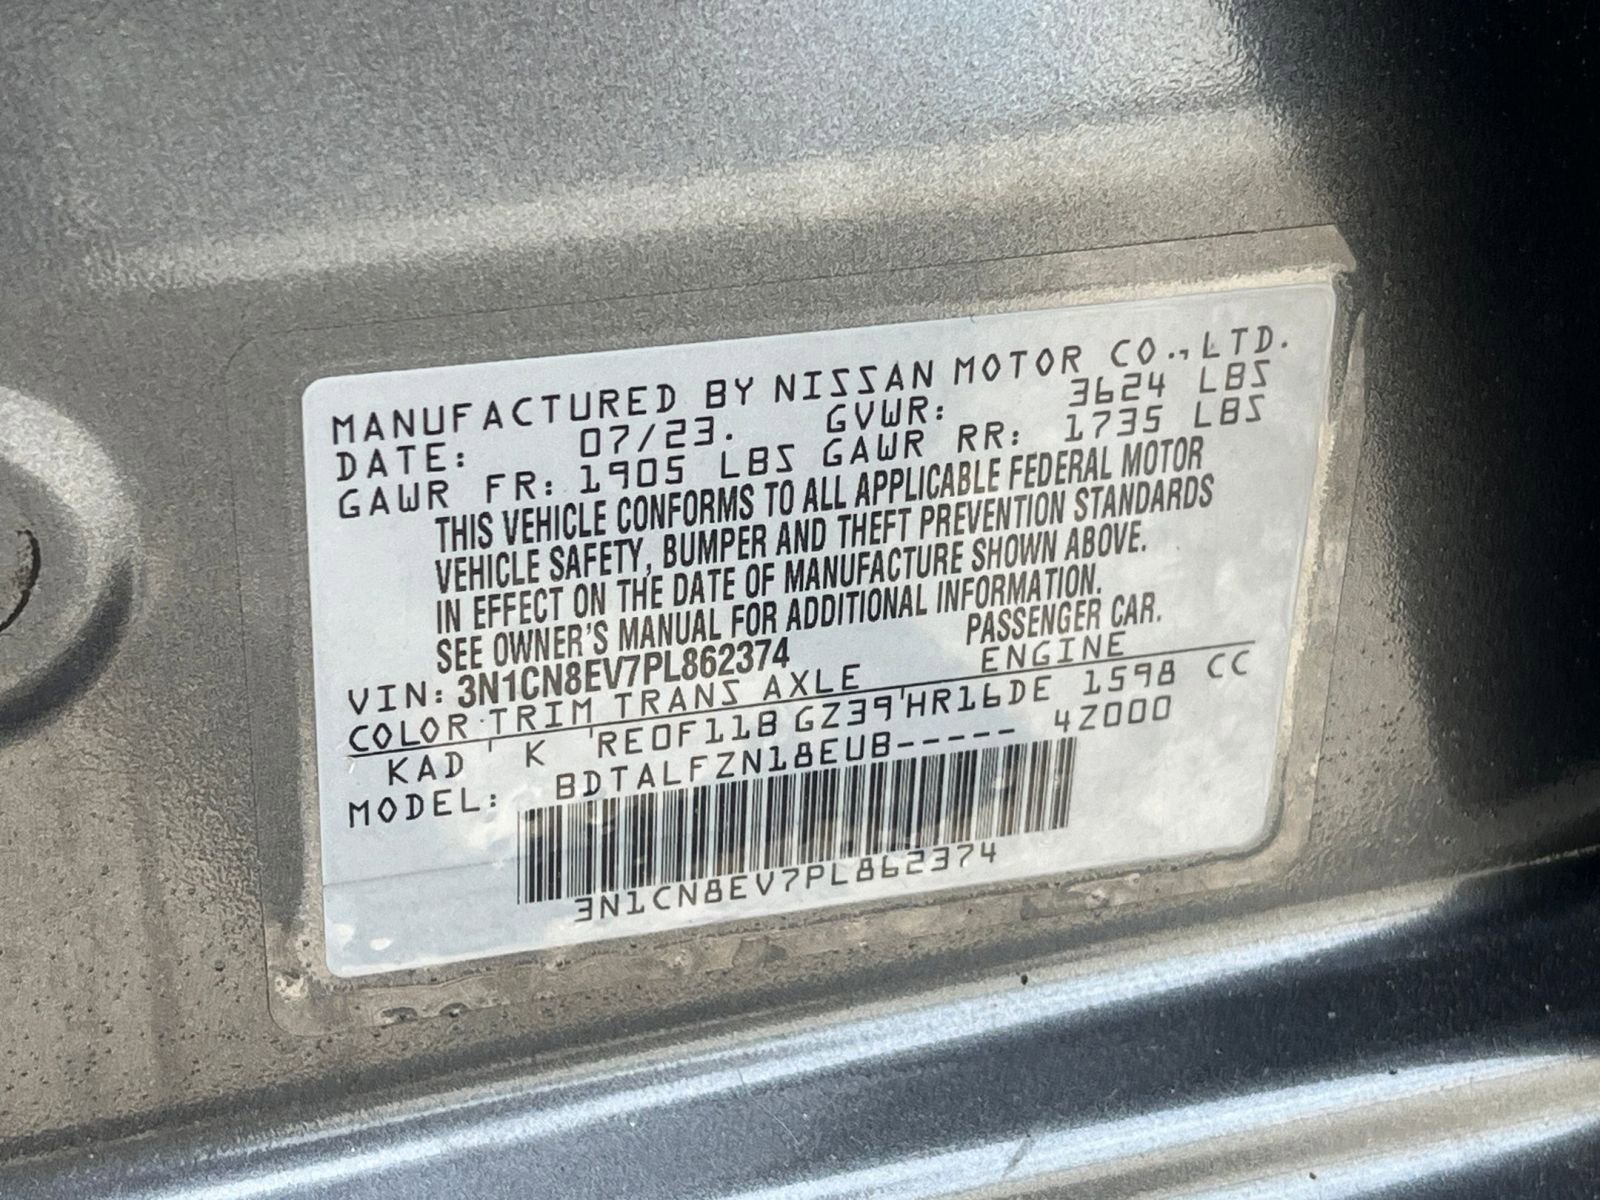 MANUFACTURED BY NISSAN MOTOR CO.,LTD.
DATE: 07/23. GVWR: 3624 LBS
GAWR FR: 1905 LBS GAWR RR: 1735 LBS
THIS VEHICLE CONFORMS TO ALL APPLICABLE FEDERAL MOTOR
VEHICLE SAFETY, BUMPER AND THEFT PREVENTION STANDARDS
IN EFFECT ON THE DATE OF MANUFACTURE SHOWN ABOVE.
SEE OWNER'S MANUAL FOR ADDITIONAL INFORMATION.
VIN: 3N1CN8EV7PL862374 PASSENGER CAR.
COLOR TRIM TRANS AXLE ENGINE
KAD K RE0F11B GZ39 HR16DE 1598 CC
MODEL: BDTALFZN18EUB----- 4Z000
3N1CN8EV7PL862374